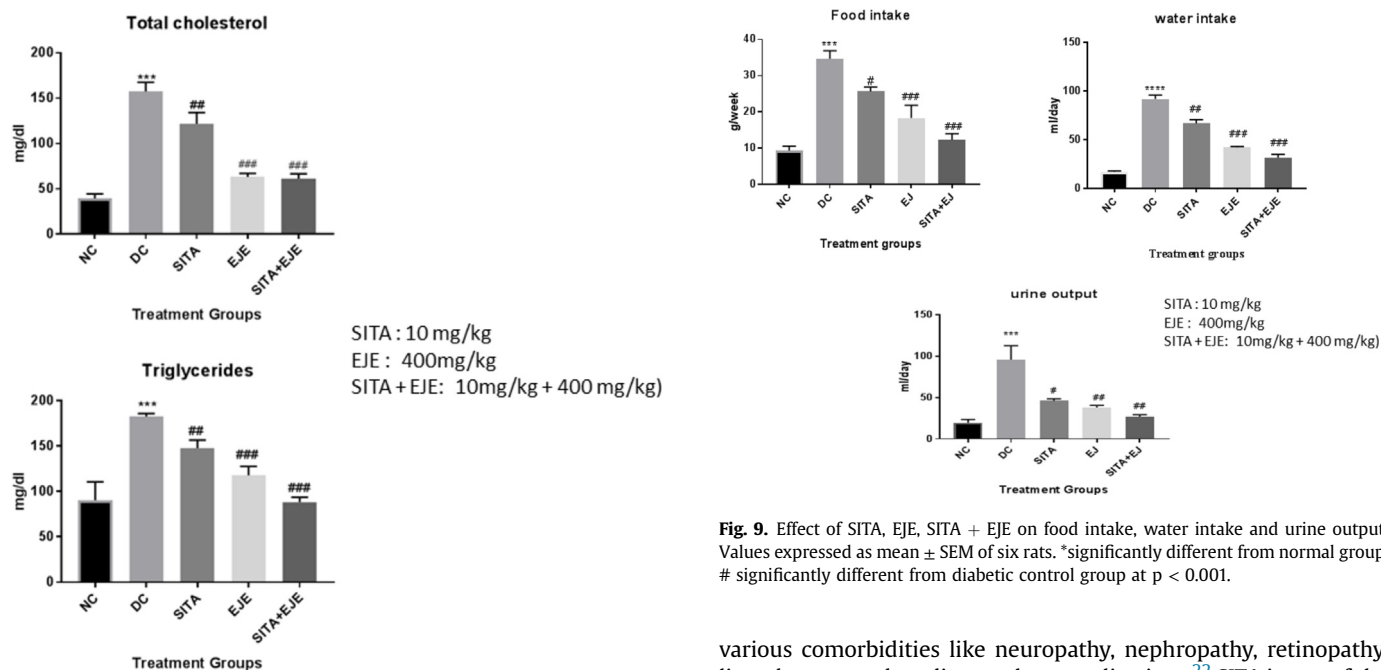 Total cholesterol
200
150
100
50
0
mg/dl
***
##
###
###
NC
DC
SITA
EJE
SITA+EJE
Treatment Groups
Triglycerides
200
150
100
50
0
mg/dl
***
##
###
###
NC
DC
SITA
EJE
SITA+EJE
Treatment Groups
SITA : 10 mg/kg
EJE : 400mg/kg
SITA + EJE: 10mg/kg + 400 mg/kg)
Food intake
40
30
20
10
0
g/week
***
#
###
###
NC
DC
SITA
EJ
SITA+EJ
Treatment groups
water intake
150
100
50
0
ml/day
****
##
###
###
NC
DC
SITA
EJE
SITA+EJE
Treatment groups
urine output
150
100
50
0
ml/day
***
#
##
##
NC
DC
SITA
EJ
SITA+EJ
Treatment Groups
SITA : 10 mg/kg
EJE : 400mg/kg
SITA + EJE: 10mg/kg + 400 mg/kg)
Fig. 9. Effect of SITA, EJE, SITA + EJE on food intake, water intake and urine output
Values expressed as mean ± SEM of six rats. *significantly different from normal group
# significantly different from diabetic control group at p < 0.001.
various comorbidities like neuropathy, nephropathy, retinopathy